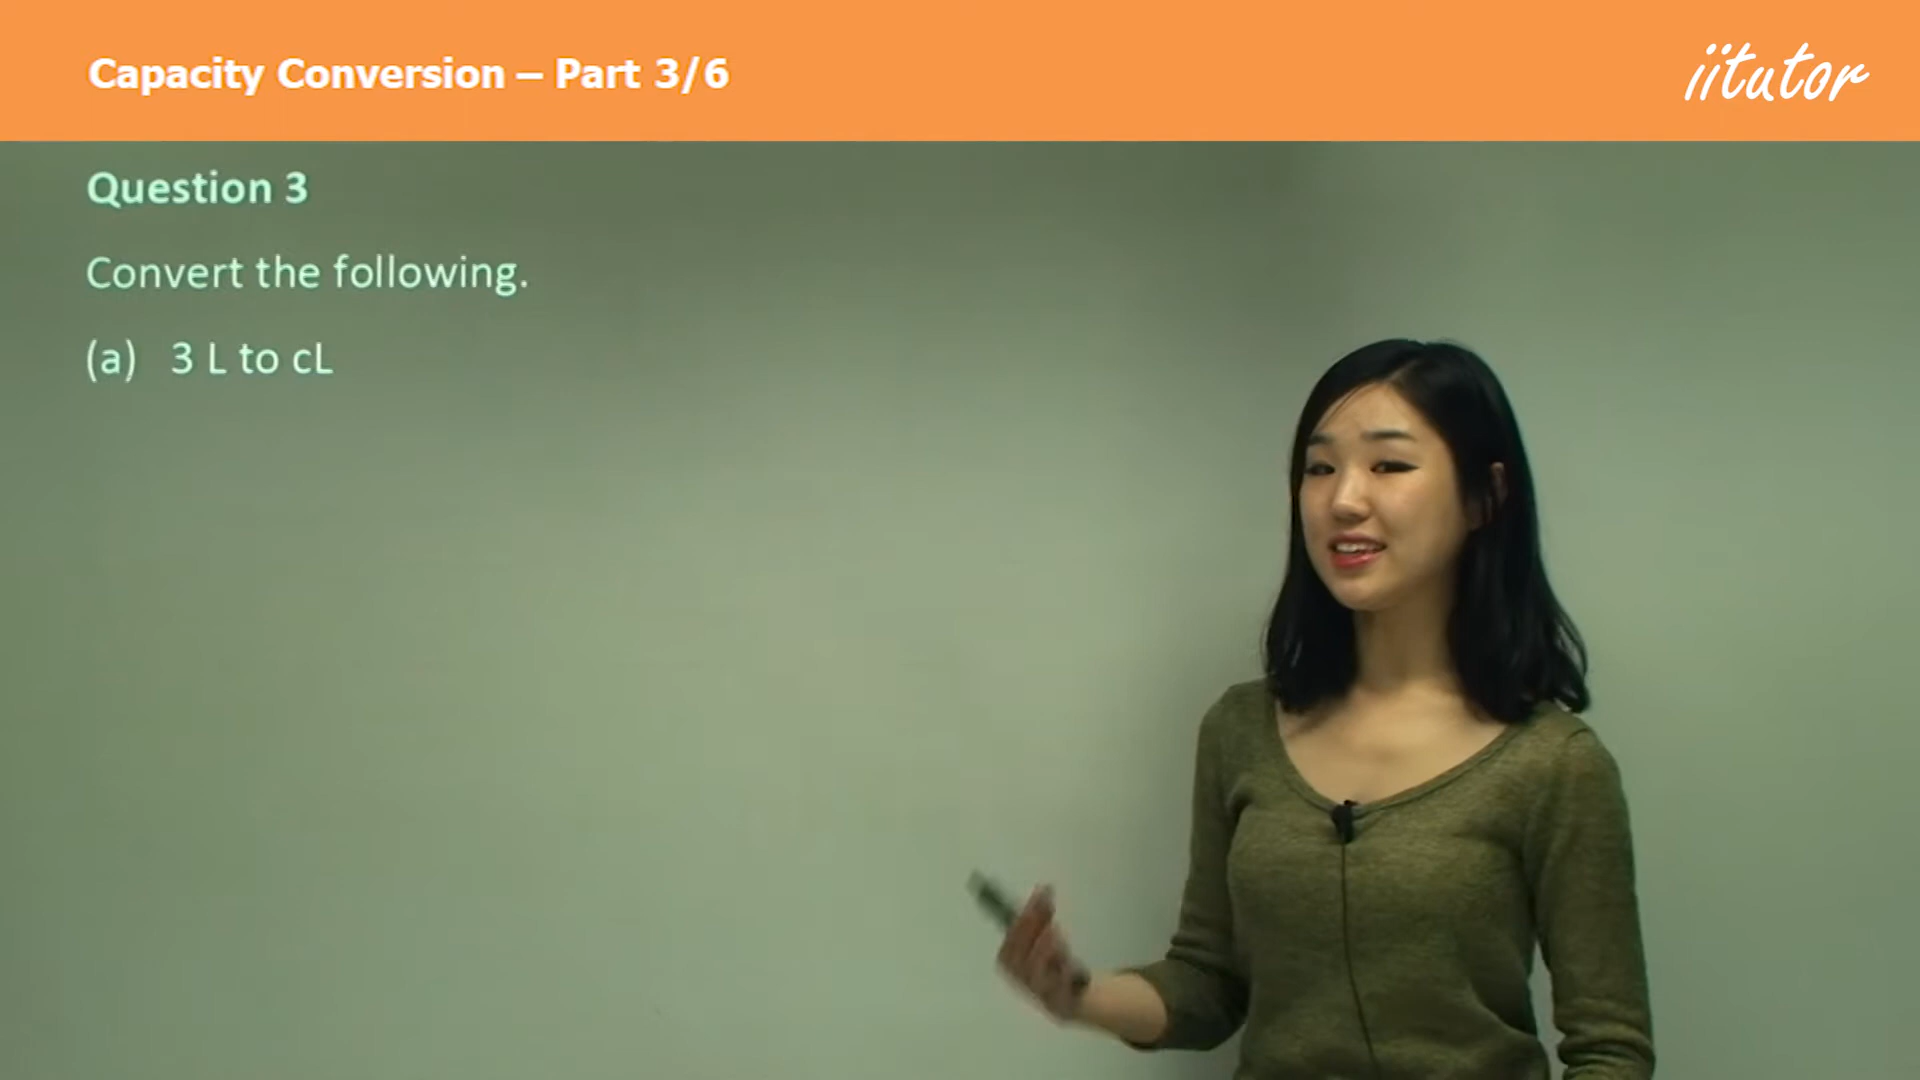 Capacity Conversion – Part 3/6
iitutor
Question 3
Convert the following.
(a) 3 L to cL